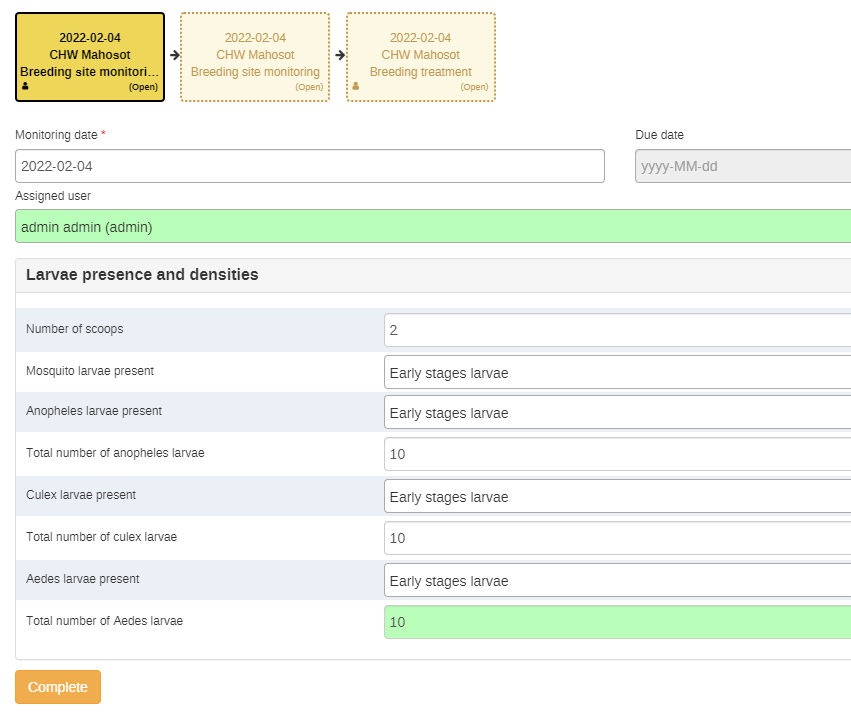 2022-02-04
CHW Mahosot
Breeding site monitori...
(Open)
2022-02-04
CHW Mahosot
Breeding site monitoring
(Open)
2022-02-04
CHW Mahosot
Breeding treatment
(Open)
Monitoring date *
Due date
2022-02-04
yyyy-MM-dd
Assigned user
admin admin (admin)
Larvae presence and densities
Number of scoops
2
Mosquito larvae present
Early stages larvae
Anopheles larvae present
Early stages larvae
Total number of anopheles larvae
10
Culex larvae present
Early stages larvae
Total number of culex larvae
10
Aedes larvae present
Early stages larvae
Total number of Aedes larvae
10
Complete